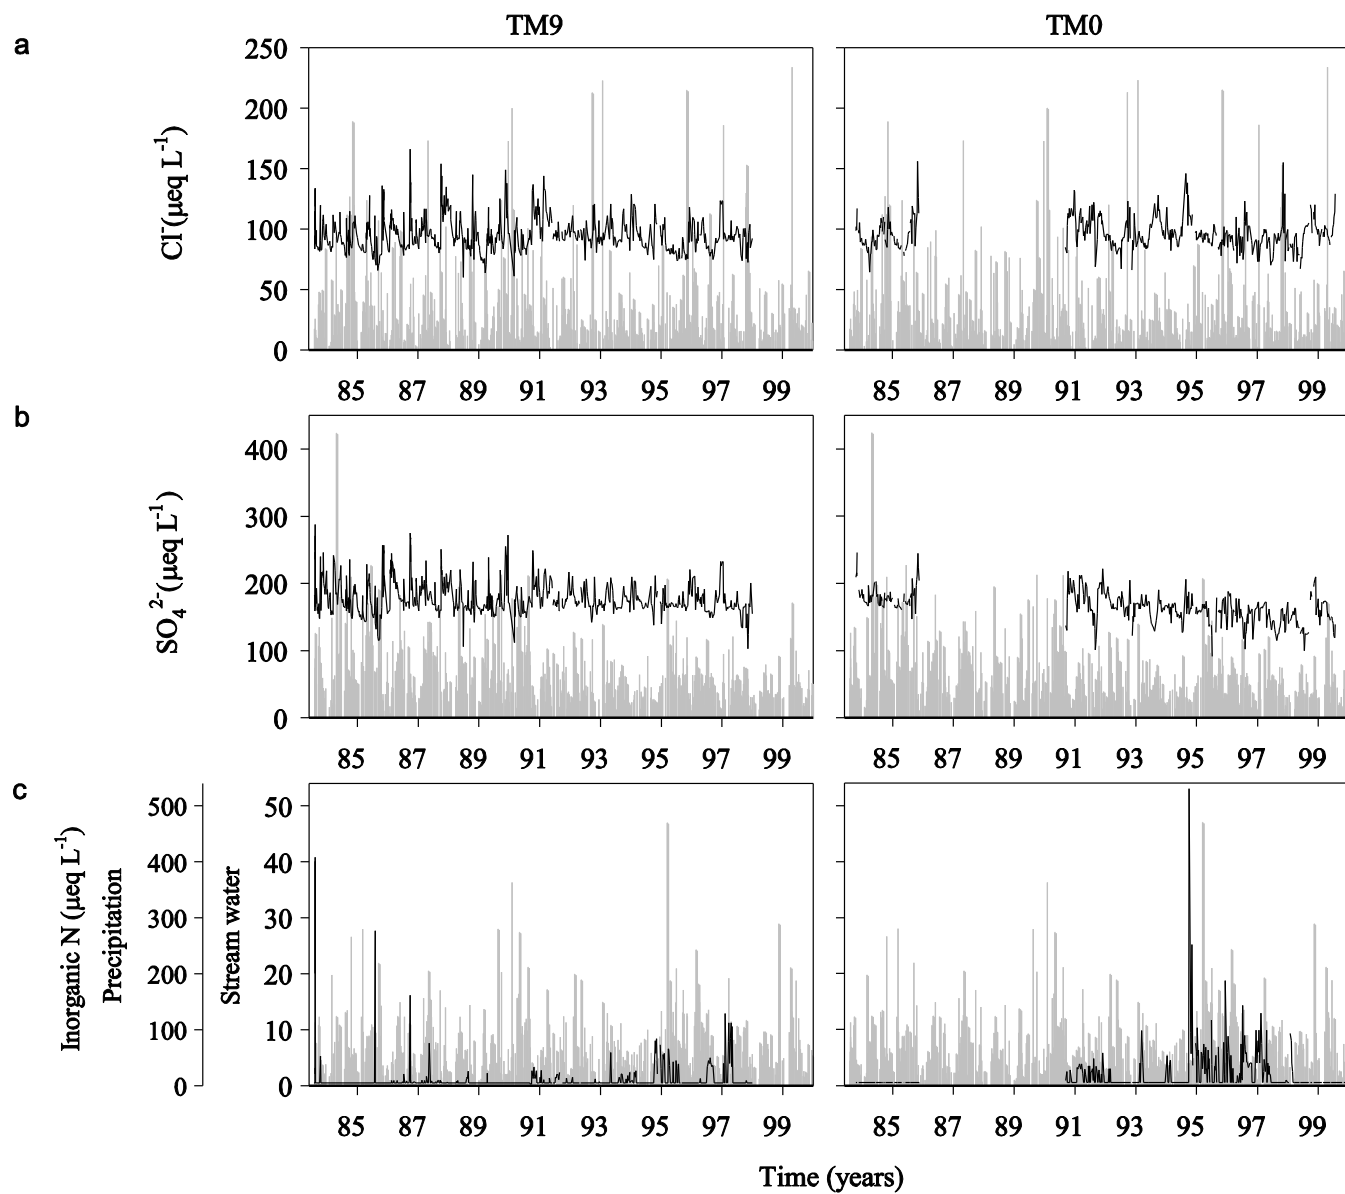 TM9 TM0
a
250
200
150
100
50
0
Cl⁻(µeq L⁻¹)
85 87 89 91 93 95 97 99 85 87 89 91 93 95 97 99
b
400
300
200
100
0
SO₄²⁻(µeq L⁻¹)
85 87 89 91 93 95 97 99 85 87 89 91 93 95 97 99
c
Inorganic N (µeq L⁻¹)
Precipitation
500
400
300
200
100
0
Stream water
50
40
30
20
10
0
85 87 89 91 93 95 97 99 85 87 89 91 93 95 97 99
Time (years)